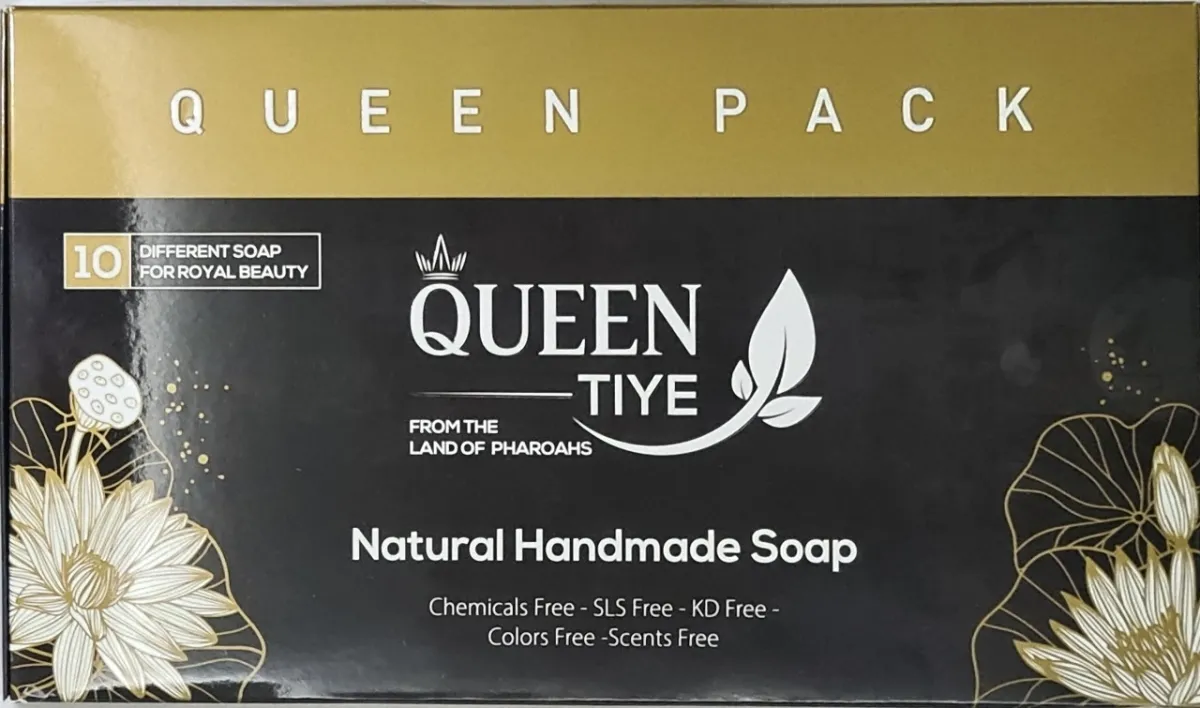 QUEEN PACK
10 DIFFERENT SOAP
FOR ROYAL BEAUTY
QUEEN
TIYE
FROM THE
LAND OF PHAROAHS
Natural Handmade Soap
Chemicals Free - SLS Free - KD Free -
Colors Free -Scents Free